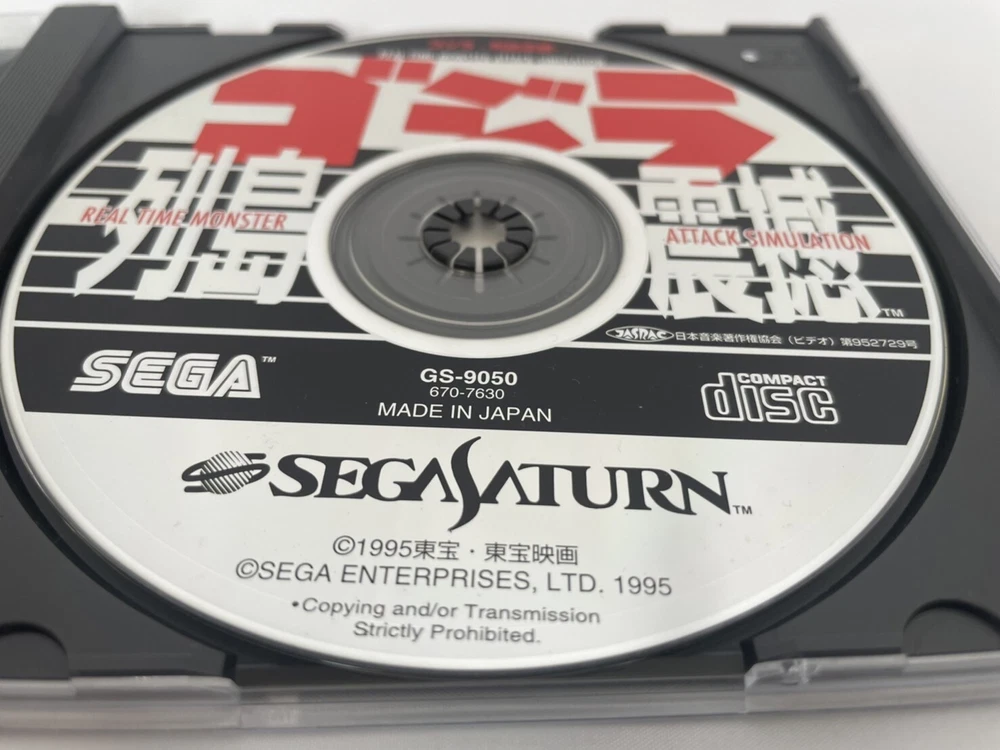 ゴジラ
列島震撼
REAL TIME MONSTER
ATTACK SIMULATION
TM
JASRAC 日本音楽著作権協会(ビデオ)第952729号
SEGA™
GS-9050
670-7630
MADE IN JAPAN
COMPACT
disc
SEGA SATURN™
©1995東宝・東宝映画
©SEGA ENTERPRISES, LTD. 1995
•Copying and/or Transmission
Strictly Prohibited.